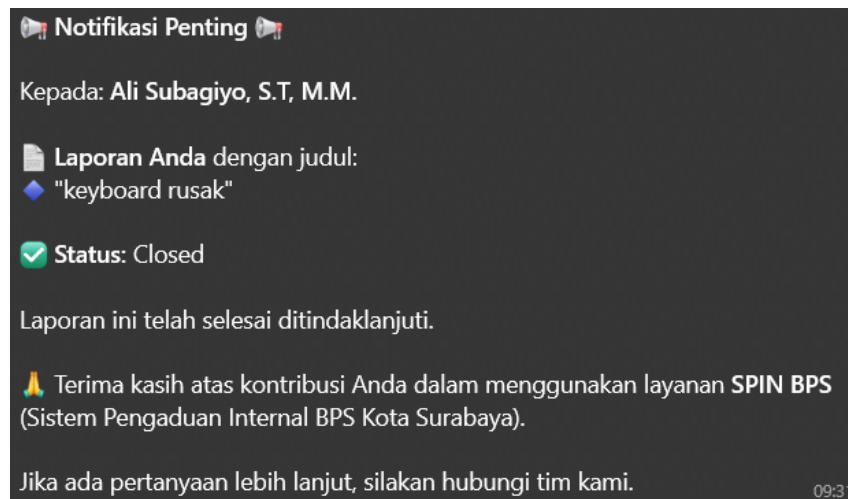 📢 Notifikasi Penting 📢
Kepada: Ali Subagiyo, S.T, M.M.
📄 Laporan Anda dengan judul:
🔷 "keyboard rusak"
✅ Status: Closed
Laporan ini telah selesai ditindaklanjuti.
🙏 Terima kasih atas kontribusi Anda dalam menggunakan layanan SPIN BPS
(Sistem Pengaduan Internal BPS Kota Surabaya).
Jika ada pertanyaan lebih lanjut, silakan hubungi tim kami.